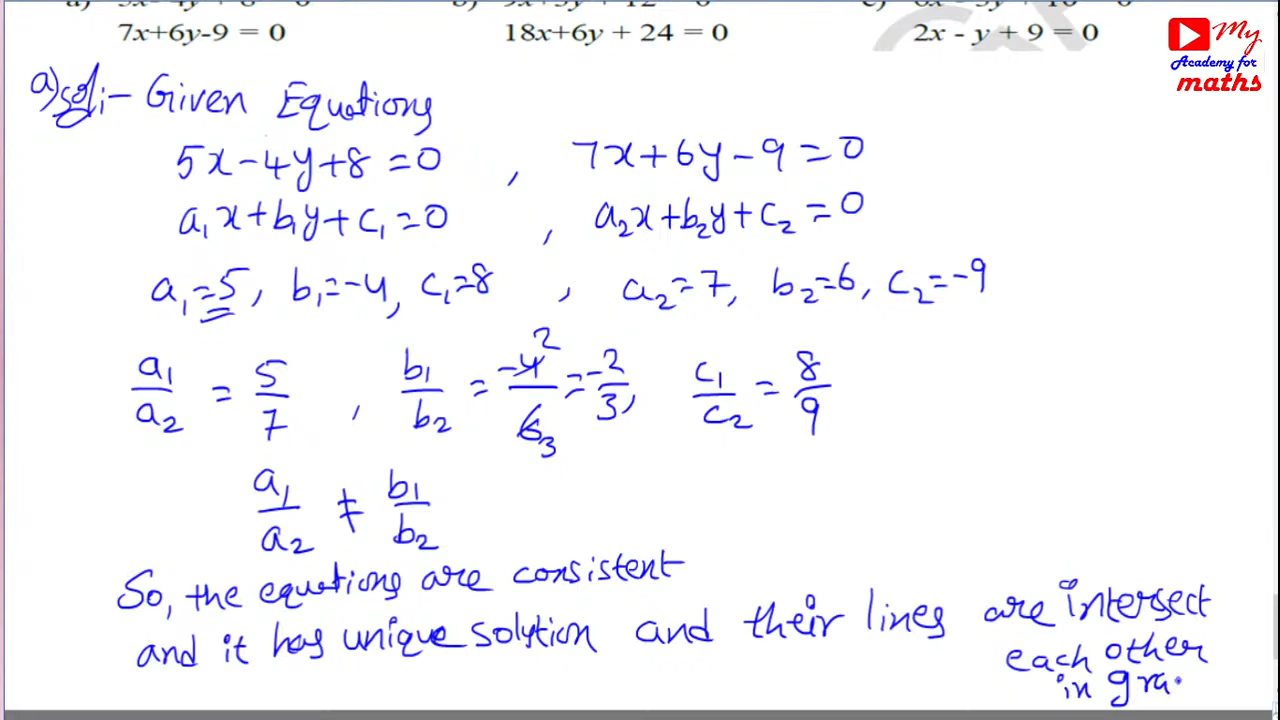 7x+6y-9 = 0 18x+6y + 24 = 0 2x - y + 9 = 0
My
Academy for
maths
a) sol:- Given Equations
5x-4y+8=0 , 7x+6y-9=0
a₁x+b₁y+c₁=0 , a₂x+b₂y+c₂=0
a₁=5, b₁=-4, c₁=8 , a₂=7, b₂=6, c₂=-9
a₁/a₂ = 5/7 , b₁/b₂ = -4²/6₃ = -2/3, c₁/c₂ = 8/9
a₁/a₂ ≠ b₁/b₂
So, the equations are consistent
and it has unique solution and their lines are intersect
each other
in gra